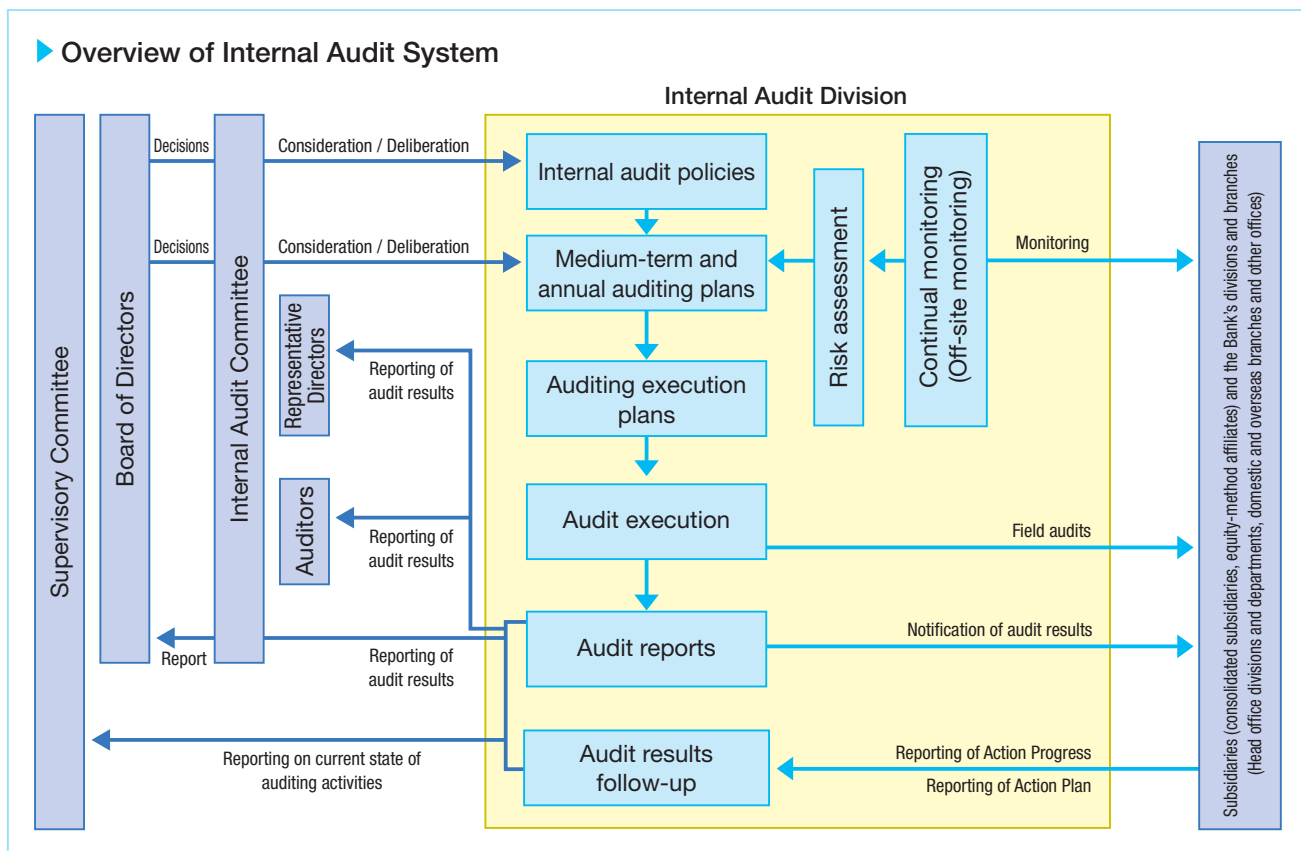 Overview of Internal Audit System
Internal Audit Division
Supervisory Committee
Board of Directors
Internal Audit Committee
Decisions
Consideration / Deliberation
Internal audit policies
Decisions
Consideration / Deliberation
Medium-term and
annual auditing plans
Risk assessment
Continual monitoring
(Off-site monitoring)
Monitoring
Representative
Directors
Reporting of
audit results
Auditing execution
plans
Auditors
Reporting of
audit results
Audit execution
Field audits
Report
Reporting of
audit results
Audit reports
Notification of audit results
Reporting on current state of
auditing activities
Audit results
follow-up
Reporting of Action Progress
Reporting of Action Plan
Subsidiaries (consolidated subsidiaries, equity-method affiliates) and the Bank's divisions and branches
(Head office divisions and departments, domestic and overseas branches and other offices)